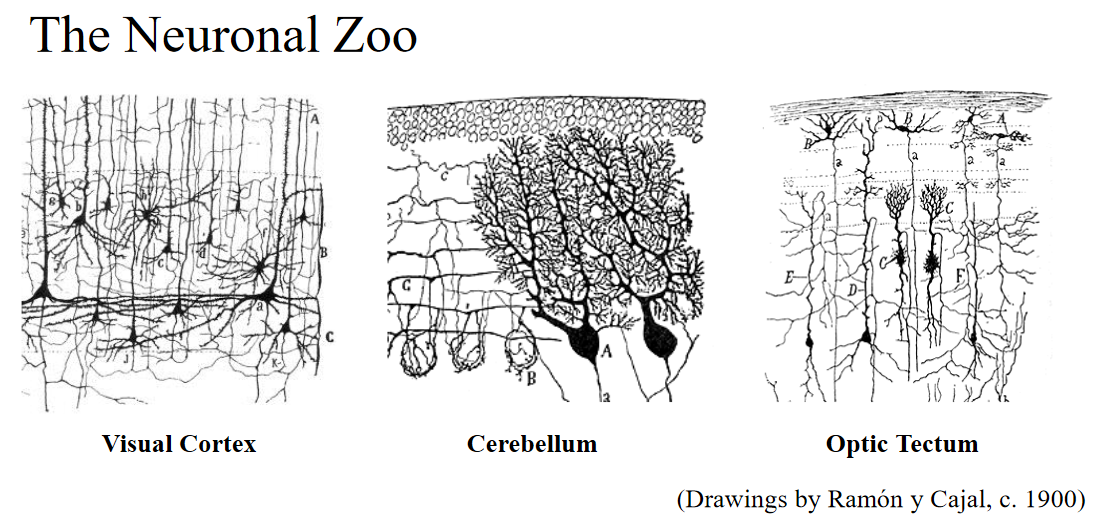 The Neuronal Zoo
A
B
C
g
b
c
d
f
a
J
K
G
G
A
B
a
B
B
A
a
a
a
a
C
C
E
D
F
a
b
Visual Cortex
Cerebellum
Optic Tectum
(Drawings by Ramón y Cajal, c. 1900)